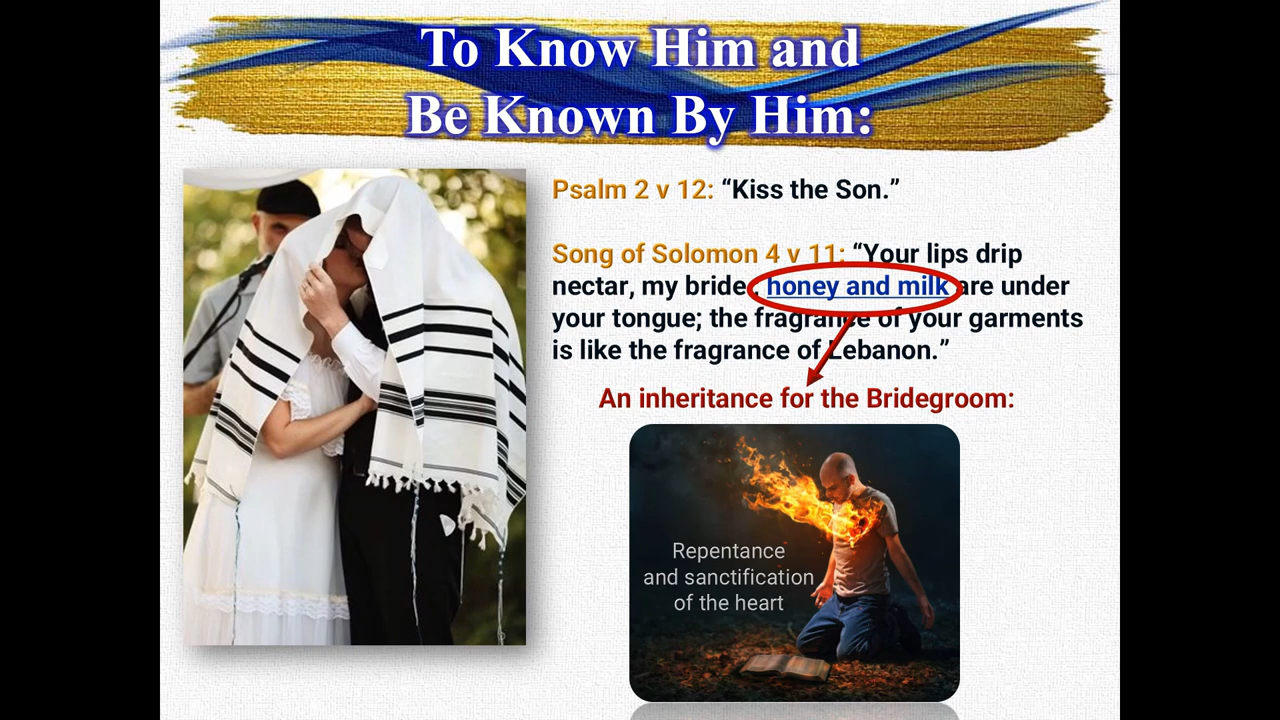 To Know Him and
Be Known By Him:
Psalm 2 v 12: “Kiss the Son.”
Song of Solomon 4 v 11: “Your lips drip
nectar, my bride, honey and milk are under
your tongue; the fragrance of your garments
is like the fragrance of Lebanon.”
An inheritance for the Bridegroom:
Repentance
and sanctification
of the heart